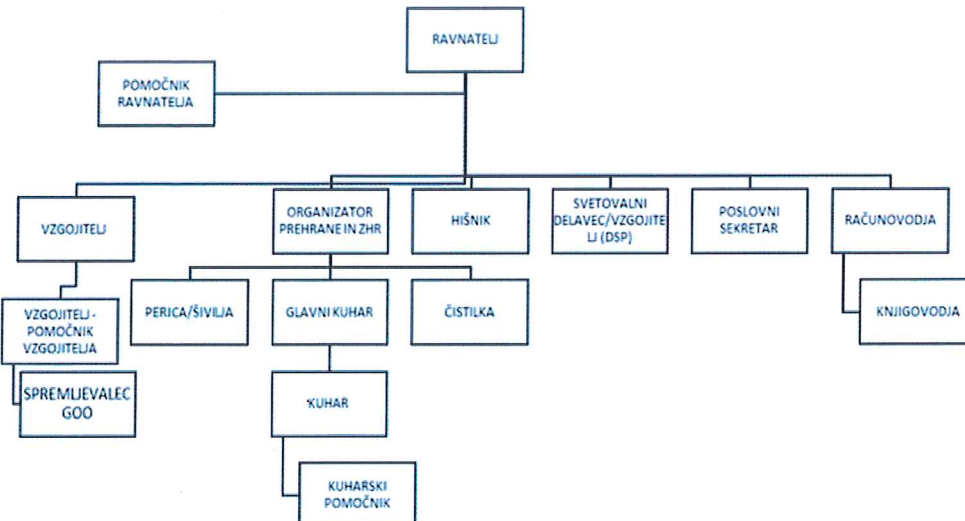 RAVNATELJ
POMOČNIK
RAVNATELJA
VZGOJITELJ
ORGANIZATOR
PREHRANE IN ZHR
HIŠNIK
SVETOVALNI
DELAVEC/VZGOJITE
LJ (DSP)
POSLOVNI
SEKRETAR
RAČUNOVODJA
VZGOJITELJ -
POMOČNIK
VZGOJITELJA
PERICA/ŠIVILJA
GLAVNI KUHAR
ČISTILKA
KNJIGOVODJA
SPREMLJEVALEC
GOO
KUHAR
KUHARSKI
POMOČNIK